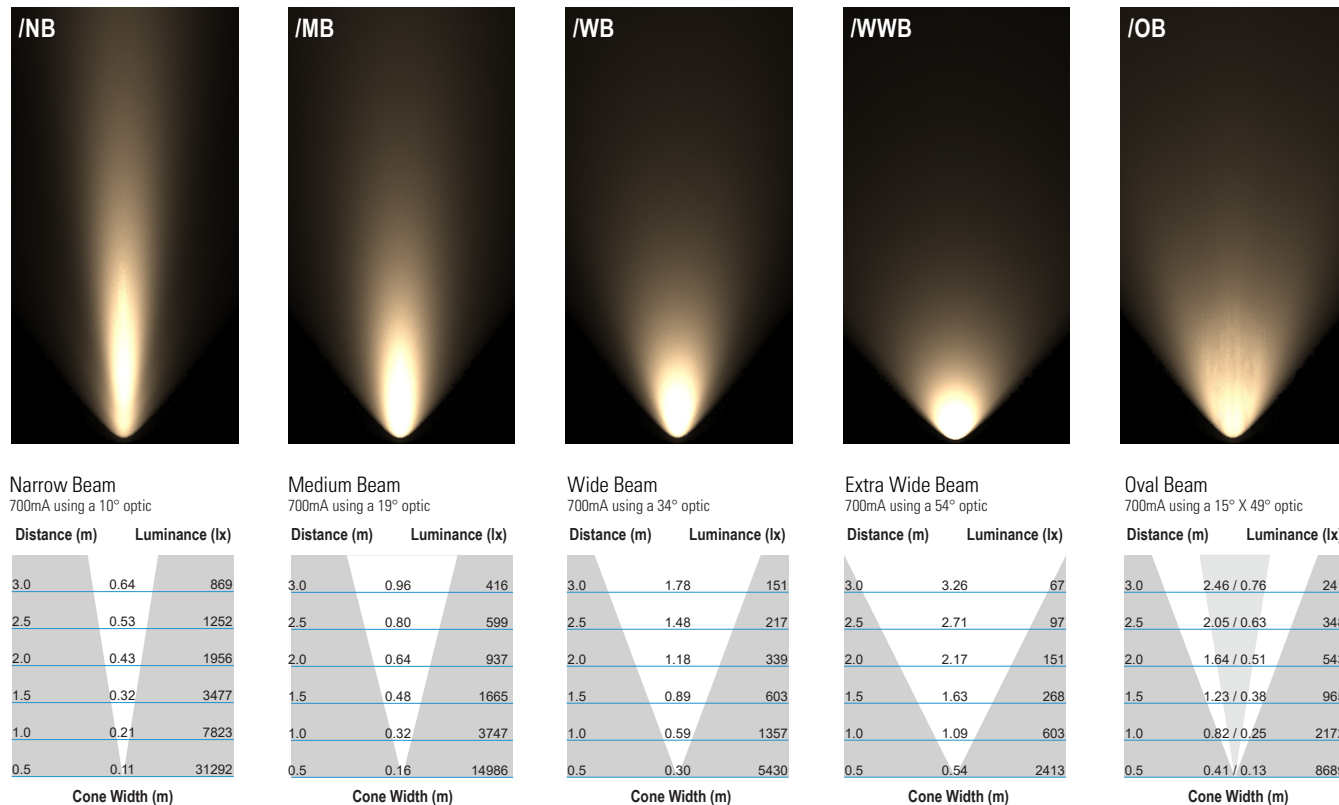 /NB
Narrow Beam
700mA using a 10° optic
Distance (m) Luminance (lx)
3.0 0.64 869
2.5 0.53 1252
2.0 0.43 1956
1.5 0.32 3477
1.0 0.21 7823
0.5 0.11 31292
Cone Width (m)
/MB
Medium Beam
700mA using a 19° optic
Distance (m) Luminance (lx)
3.0 0.96 416
2.5 0.80 599
2.0 0.64 937
1.5 0.48 1665
1.0 0.32 3747
0.5 0.16 14986
Cone Width (m)
/WB
Wide Beam
700mA using a 34° optic
Distance (m) Luminance (lx)
3.0 1.78 151
2.5 1.48 217
2.0 1.18 339
1.5 0.89 603
1.0 0.59 1357
0.5 0.30 5430
Cone Width (m)
/WWB
Extra Wide Beam
700mA using a 54° optic
Distance (m) Luminance (lx)
3.0 3.26 67
2.5 2.71 97
2.0 2.17 151
1.5 1.63 268
1.0 1.09 603
0.5 0.54 2413
Cone Width (m)
/OB
Oval Beam
700mA using a 15° X 49° optic
Distance (m) Luminance (lx)
3.0 2.46 / 0.76 24
2.5 2.05 / 0.63 348
2.0 1.64 / 0.51 543
1.5 1.23 / 0.38 965
1.0 0.82 / 0.25 2172
0.5 0.41 / 0.13 8689
Cone Width (m)